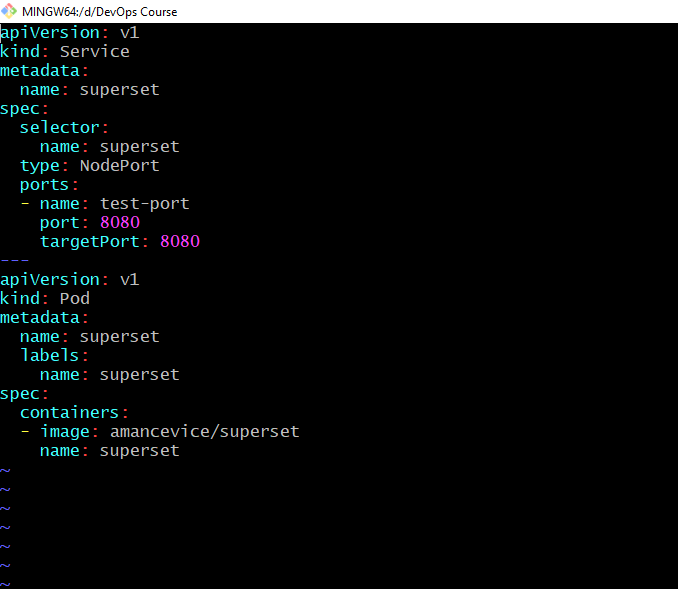 MINGW64:/d/DevOps Course
apiVersion: v1
kind: Service
metadata:
  name: superset
spec:
  selector:
    name: superset
  type: NodePort
  ports:
  - name: test-port
    port: 8080
    targetPort: 8080
---
apiVersion: v1
kind: Pod
metadata:
  name: superset
  labels:
    name: superset
spec:
  containers:
  - image: amancevice/superset
    name: superset
~
~
~
~
~
~
~